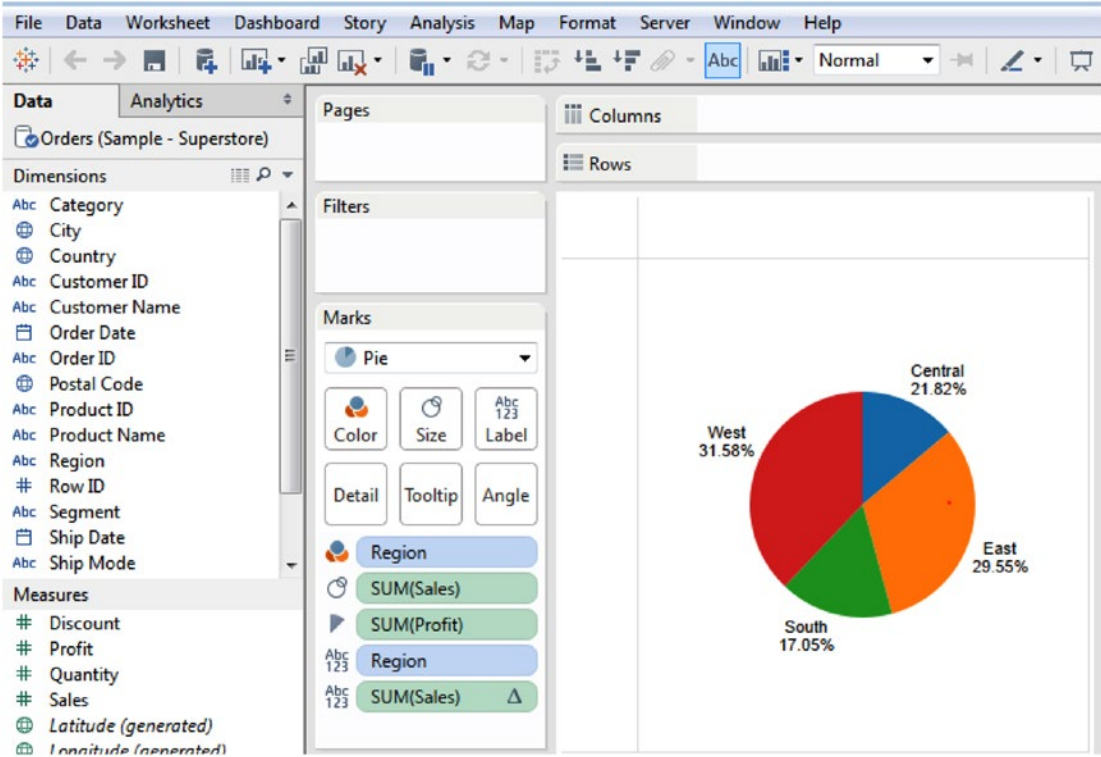 File Data Worksheet Dashboard Story Analysis Map Format Server Window Help
Abc Normal
Data Analytics
Orders (Sample - Superstore)
Dimensions
Abc Category
City
Country
Abc Customer ID
Abc Customer Name
Order Date
Abc Order ID
Postal Code
Abc Product ID
Abc Product Name
Abc Region
# Row ID
Abc Segment
Ship Date
Abc Ship Mode
Measures
# Discount
# Profit
# Quantity
# Sales
Latitude (generated)
Longitude (generated)
Pages
Filters
Marks
Pie
Color Size Abc 123 Label
Detail Tooltip Angle
Region
SUM(Sales)
SUM(Profit)
Abc 123 Region
Abc 123 SUM(Sales) Δ
Columns
Rows
Central
21.82%
West
31.58%
East
29.55%
South
17.05%